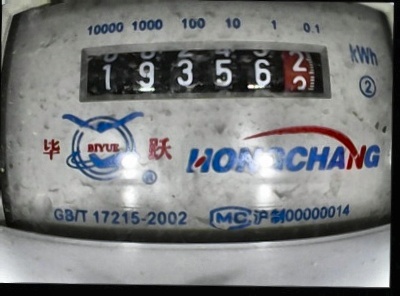 10000 1000 100 10 1 0.1
1 9 3 5 6 2
kWh
②
毕 BIYUE 跃 ®
HONGCHANG
GB/T 17215-2002 MC 沪制00000014